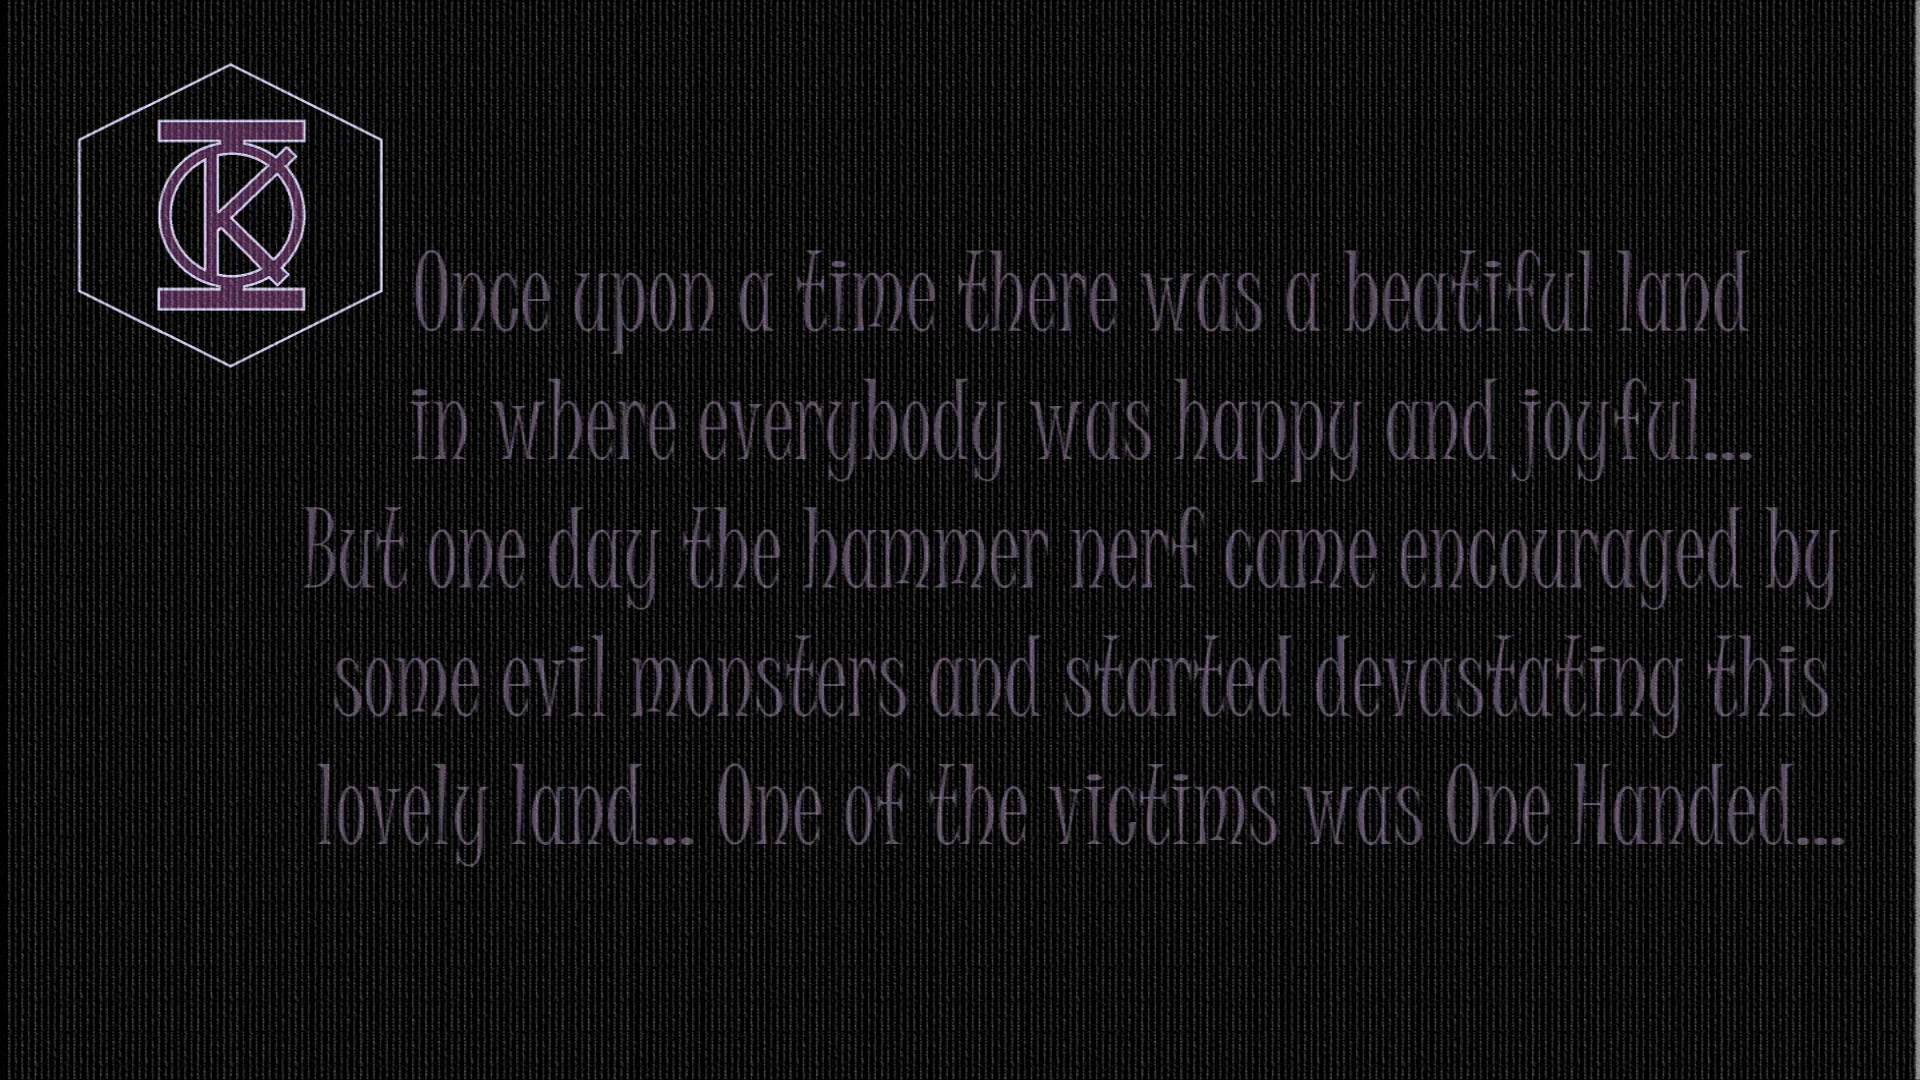 K
Once upon a time there was a beatiful land
in where everybody was happy and joyful...
But one day the hammer nerf came encouraged by
some evil monsters and started devastating this
lovely land... One of the victims was One Handed...